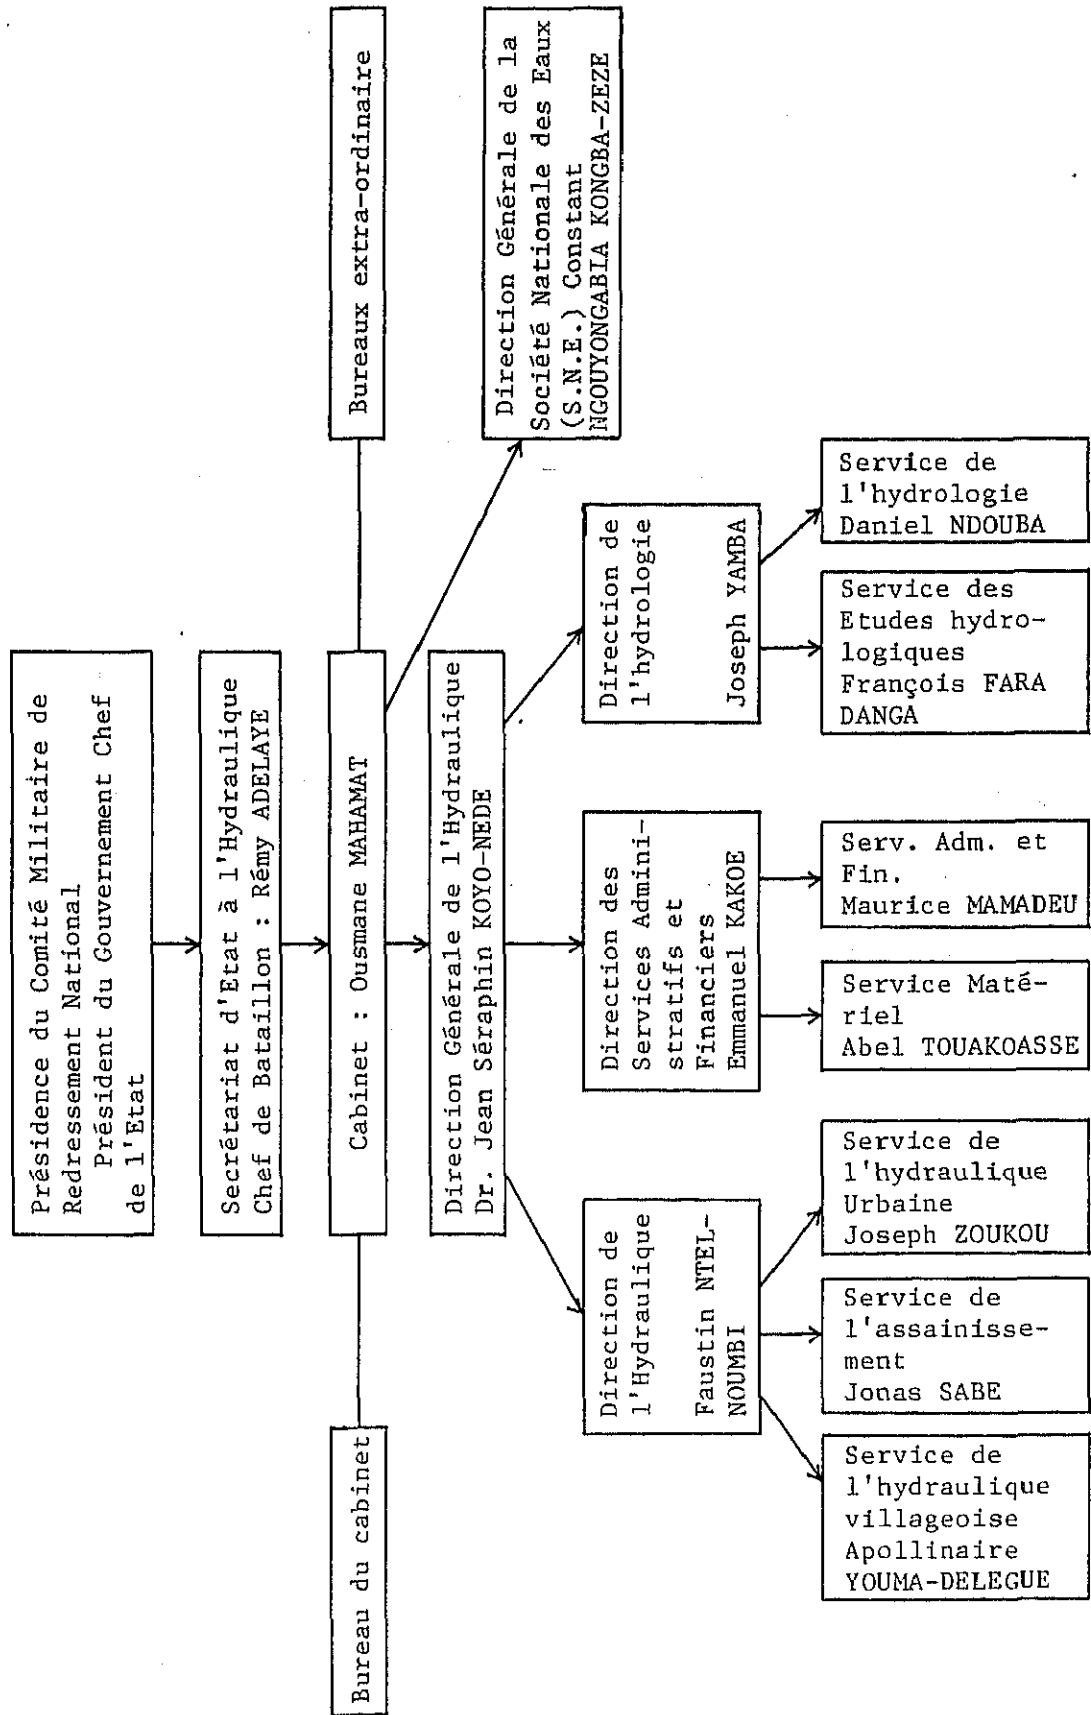 Présidence du Comité Militaire de
Redressement National
Président du Gouvernement Chef
de l'Etat
Secrétariat d'Etat à l'Hydraulique
Chef de Bataillon : Rémy ADELAYE
Bureau du cabinet
Cabinet : Ousmane MAHAMAT
Bureaux extra-ordinaire
Direction Générale de l'Hydraulique
Dr. Jean Séraphin KOYO-NEDE
Direction Générale de la
Société Nationale des Eaux
(S.N.E.) Constant
NGOUYONGABIA KONGBA-ZEZE
Direction de
l'Hydraulique
Faustin NTEL-
NOUMBI
Direction des
Services Admini-
stratifs et
Financiers
Emmanuel KAKOE
Direction de
l'hydrologie
Joseph YAMBA
Service de
l'hydraulique
villageoise
Apollinaire
YOUMA-DELEGUE
Service de
l'assainisse-
ment
Jonas SABE
Service de
l'hydraulique
Urbaine
Joseph ZOUKOU
Service Maté-
riel
Abel TOUAKOASSE
Serv. Adm. et
Fin.
Maurice MAMADEU
Service des
Etudes hydro-
logiques
François FARA
DANGA
Service de
l'hydrologie
Daniel NDOUBA